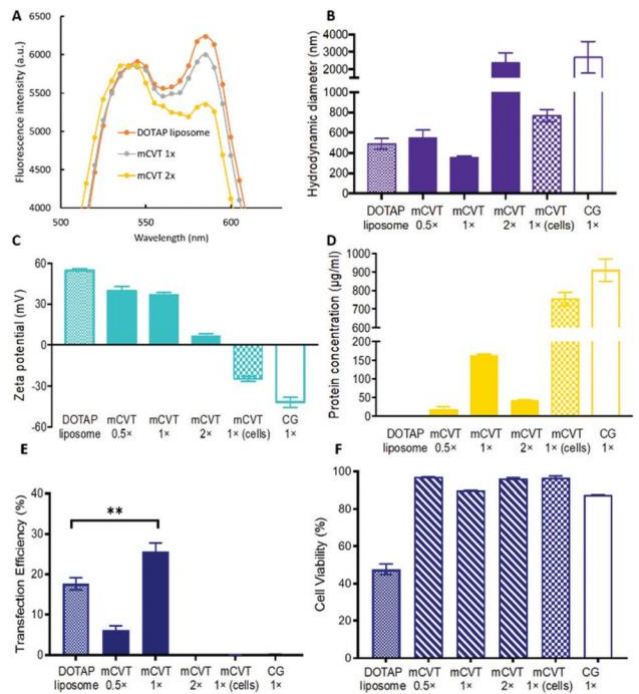 A
Fluorescence intensity (a.u.)
6500
6000
5500
5000
4500
4000
500
550
600
Wavelength (nm)
DOTAP liposome
mCVT 1x
mCVT 2x
B
Hydrodynamic diameter (nm)
4000
3000
2000
1000
800
600
400
200
0
DOTAP mCVT mCVT mCVT mCVT CG
liposome 0.5× 1× 2× 1× (cells) 1×
C
Zeta potential (mV)
60
30
0
-30
-60
DOTAP mCVT mCVT mCVT mCVT CG
liposome 0.5× 1× 2× 1× (cells) 1×
D
Protein concentration (µg/ml)
1000
900
800
700
600
200
150
100
50
0
DOTAP mCVT mCVT mCVT mCVT CG
liposome 0.5× 1× 2× 1× (cells) 1×
E
Transfection Efficiency (%)
40
30
20
10
0
**
DOTAP mCVT mCVT mCVT mCVT CG
liposome 0.5× 1× 2× 1× (cells) 1×
F
Cell Viability (%)
100
80
60
40
20
0
DOTAP mCVT mCVT mCVT mCVT CG
liposome 0.5× 1× 2× 1× (cells) 1×